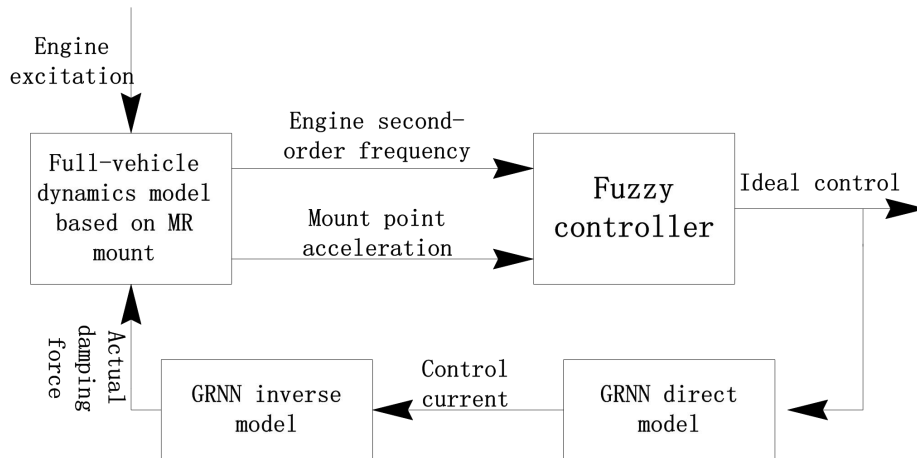 Engine
excitation
Full-vehicle
dynamics model
based on MR
mount
Engine second-
order frequency
Mount point
acceleration
Fuzzy
controller
Ideal control
Actual
damping
force
GRNN inverse
model
Control
current
GRNN direct
model